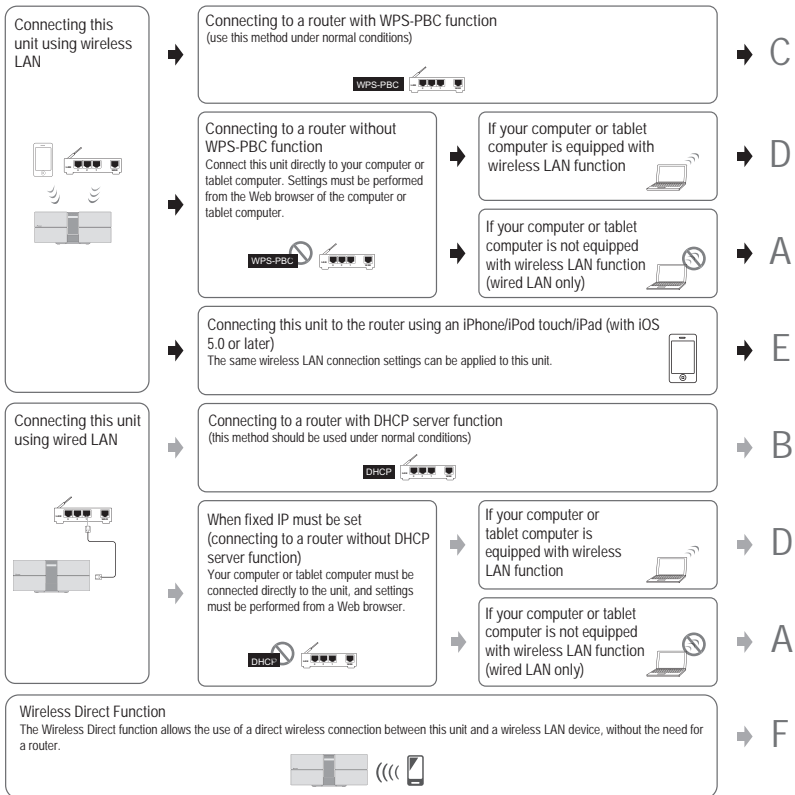 Connecting this
unit using wireless
LAN
Connecting to a router with WPS-PBC function
(use this method under normal conditions)
WPS-PBC
C
Connecting to a router without
WPS-PBC function
Connect this unit directly to your computer or
tablet computer. Settings must be performed
from the Web browser of the computer or
tablet computer.
WPS-PBC
If your computer or tablet
computer is equipped with
wireless LAN function
D
If your computer or tablet
computer is not equipped
with wireless LAN function
(wired LAN only)
A
Connecting this unit to the router using an iPhone/iPod touch/iPad (with iOS
5.0 or later)
The same wireless LAN connection settings can be applied to this unit.
E
Connecting this unit
using wired LAN
Connecting to a router with DHCP server function
(this method should be used under normal conditions)
DHCP
B
When fixed IP must be set
(connecting to a router without DHCP
server function)
Your computer or tablet computer must be
connected directly to the unit, and settings
must be performed from a Web browser.
DHCP
If your computer or
tablet computer is
equipped with wireless
LAN function
D
If your computer or tablet
computer is not equipped
with wireless LAN function
(wired LAN only)
A
Wireless Direct Function
The Wireless Direct function allows the use of a direct wireless connection between this unit and a wireless LAN device, without the need for
a router.
F